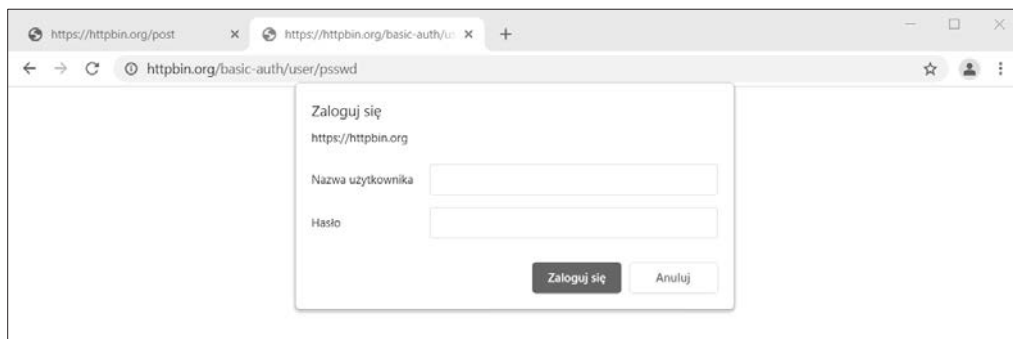 https://httpbin.org/post https://httpbin.org/basic-auth/u
httpbin.org/basic-auth/user/psswd
Zaloguj się
https://httpbin.org
Nazwa użytkownika
Hasło
Zaloguj się Anuluj